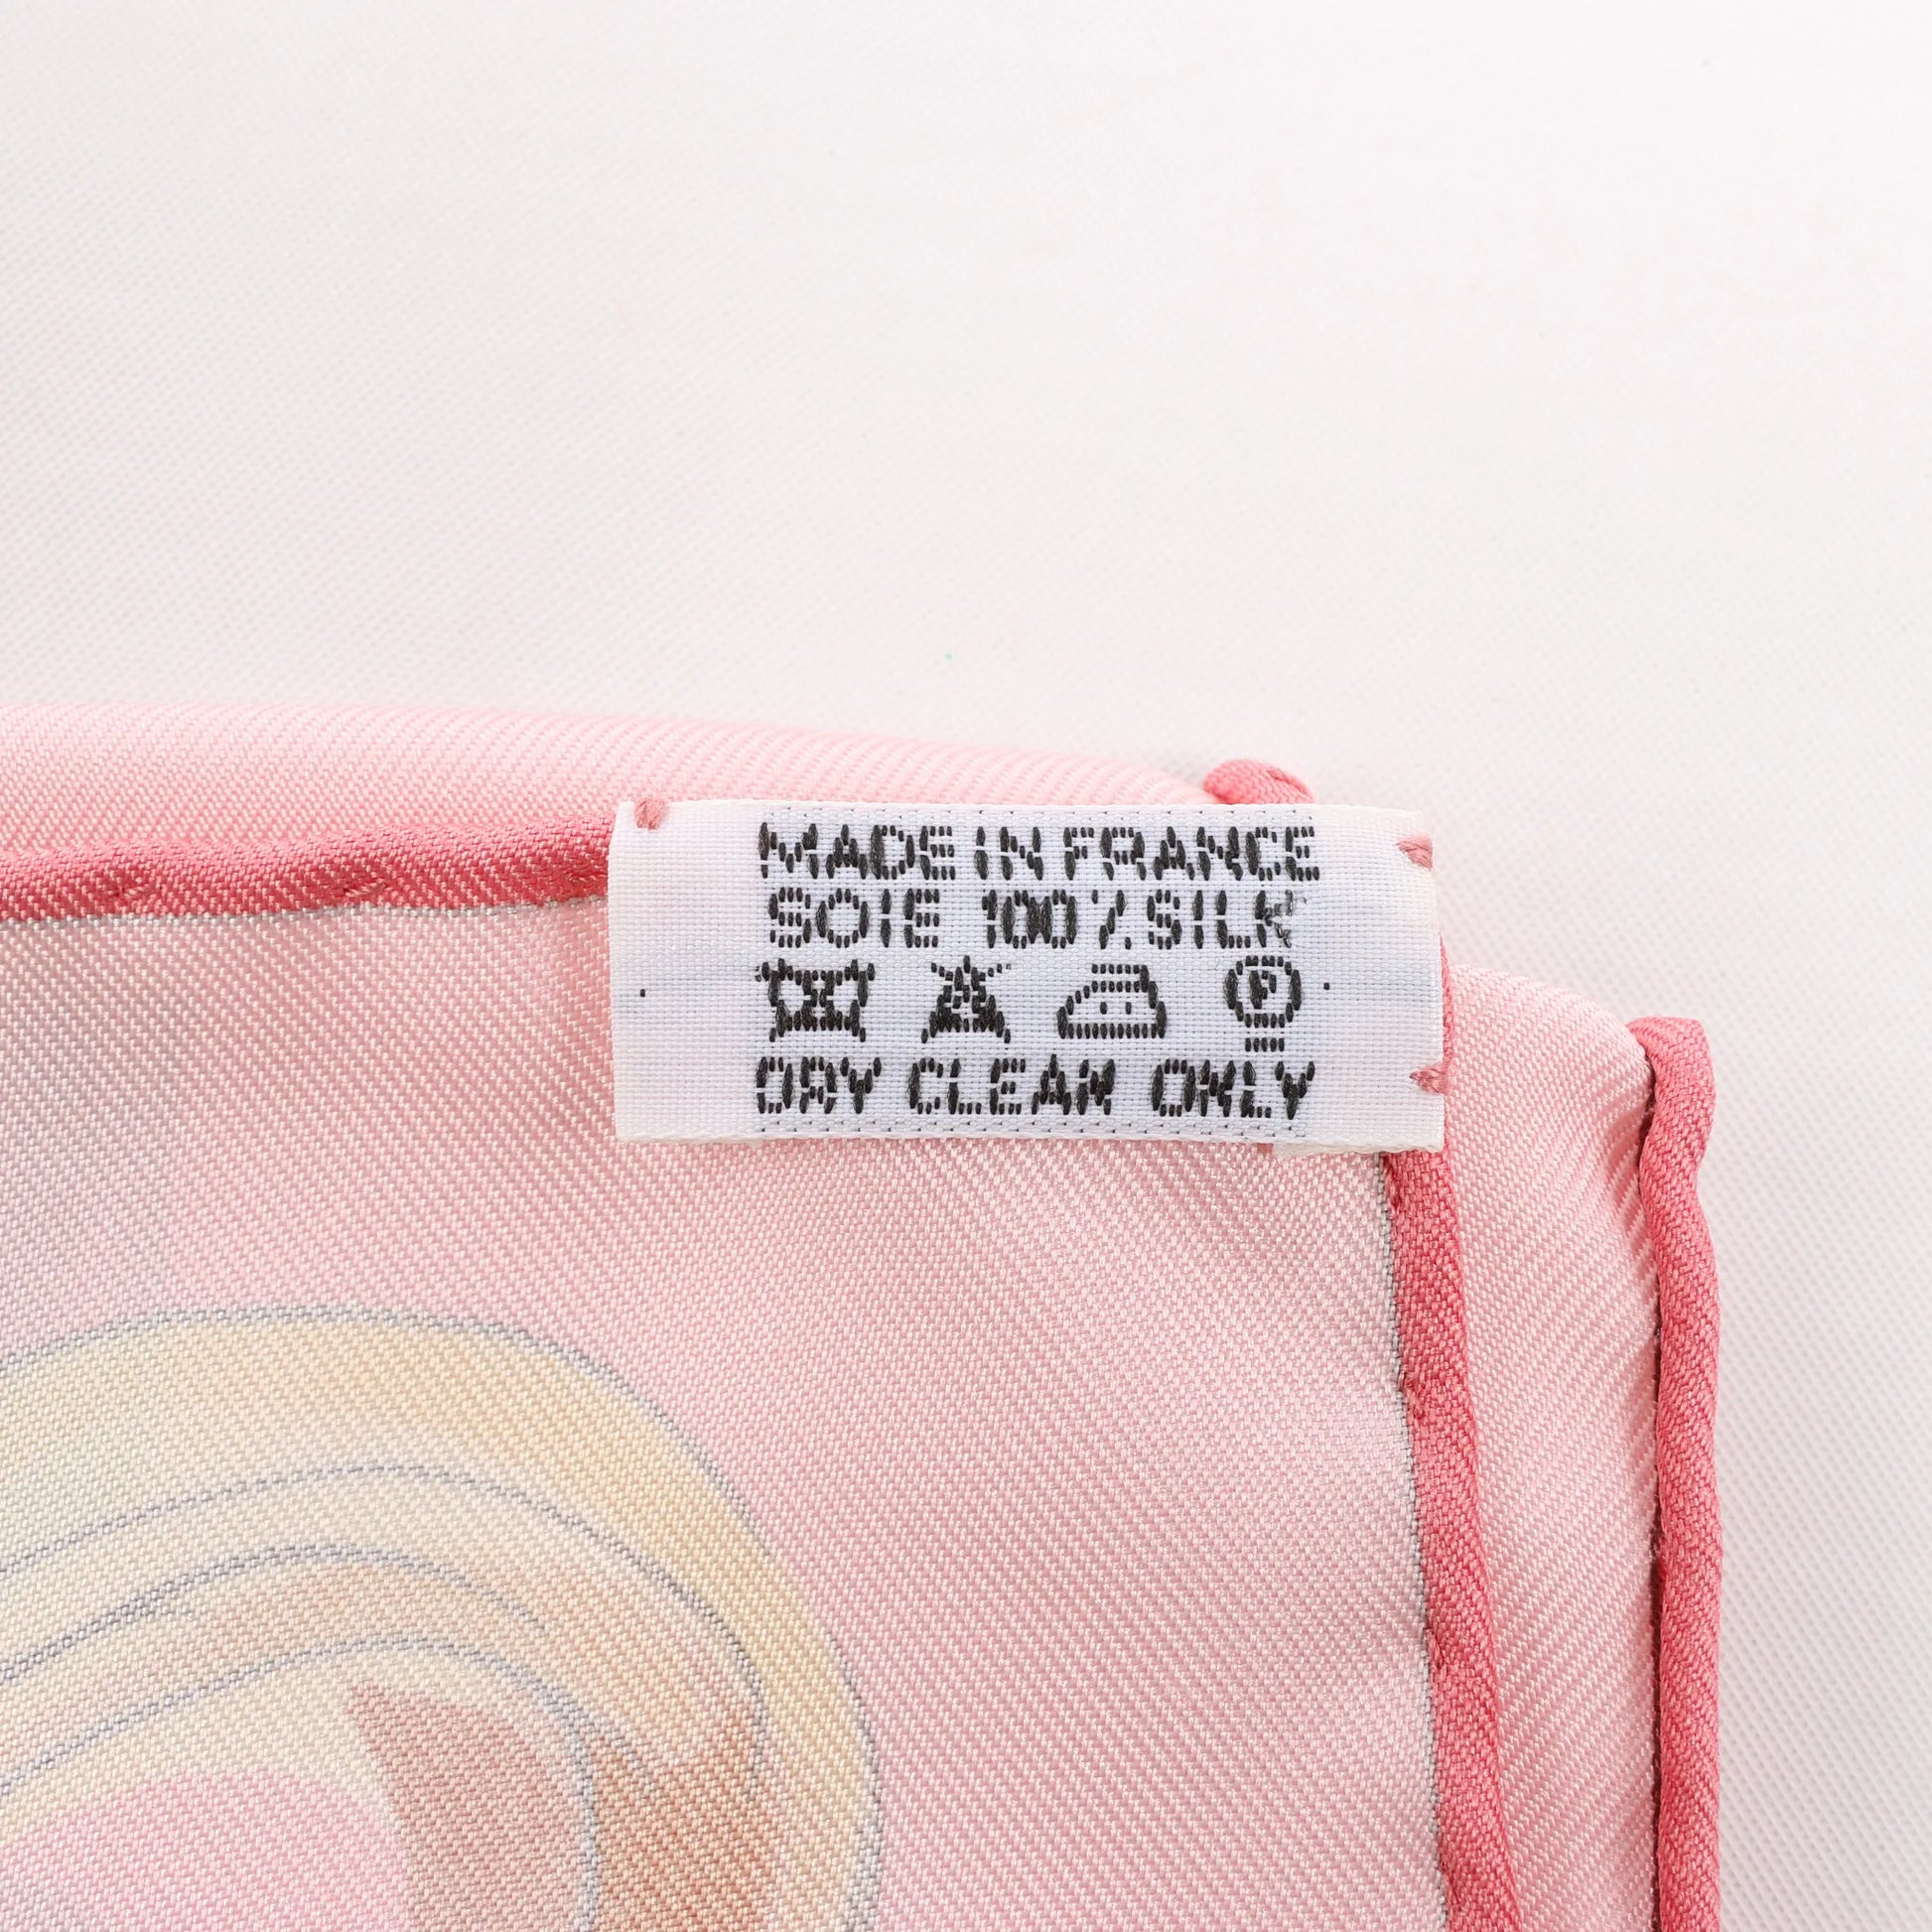 MADE IN FRANCE
SOIE 100% SILK
P
DRY CLEAN ONLY